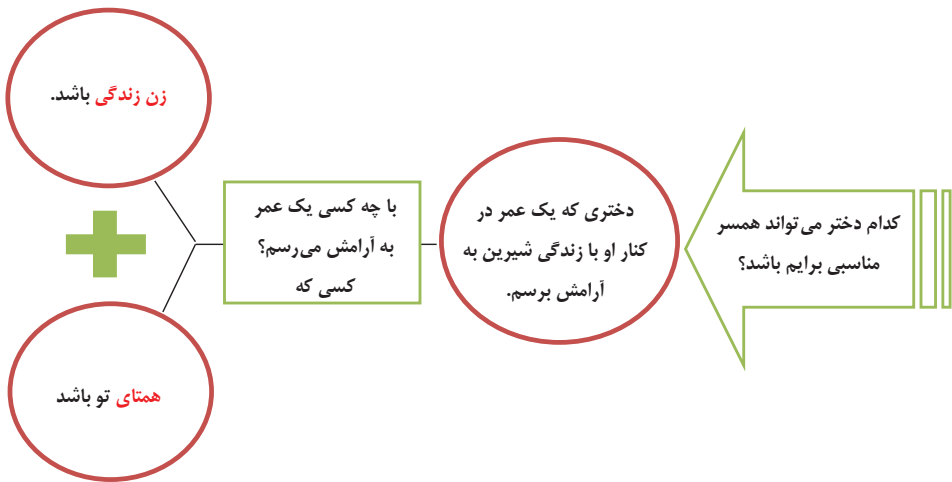 کدام دختر می‌تواند همسر
مناسبی برایم باشد؟
دختری که یک عمر در
کنار او با زندگی شیرین به
آرامش برسم.
با چه کسی یک عمر
به آرامش می‌رسم؟
کسی که
زن زندگی باشد.
همتای تو باشد